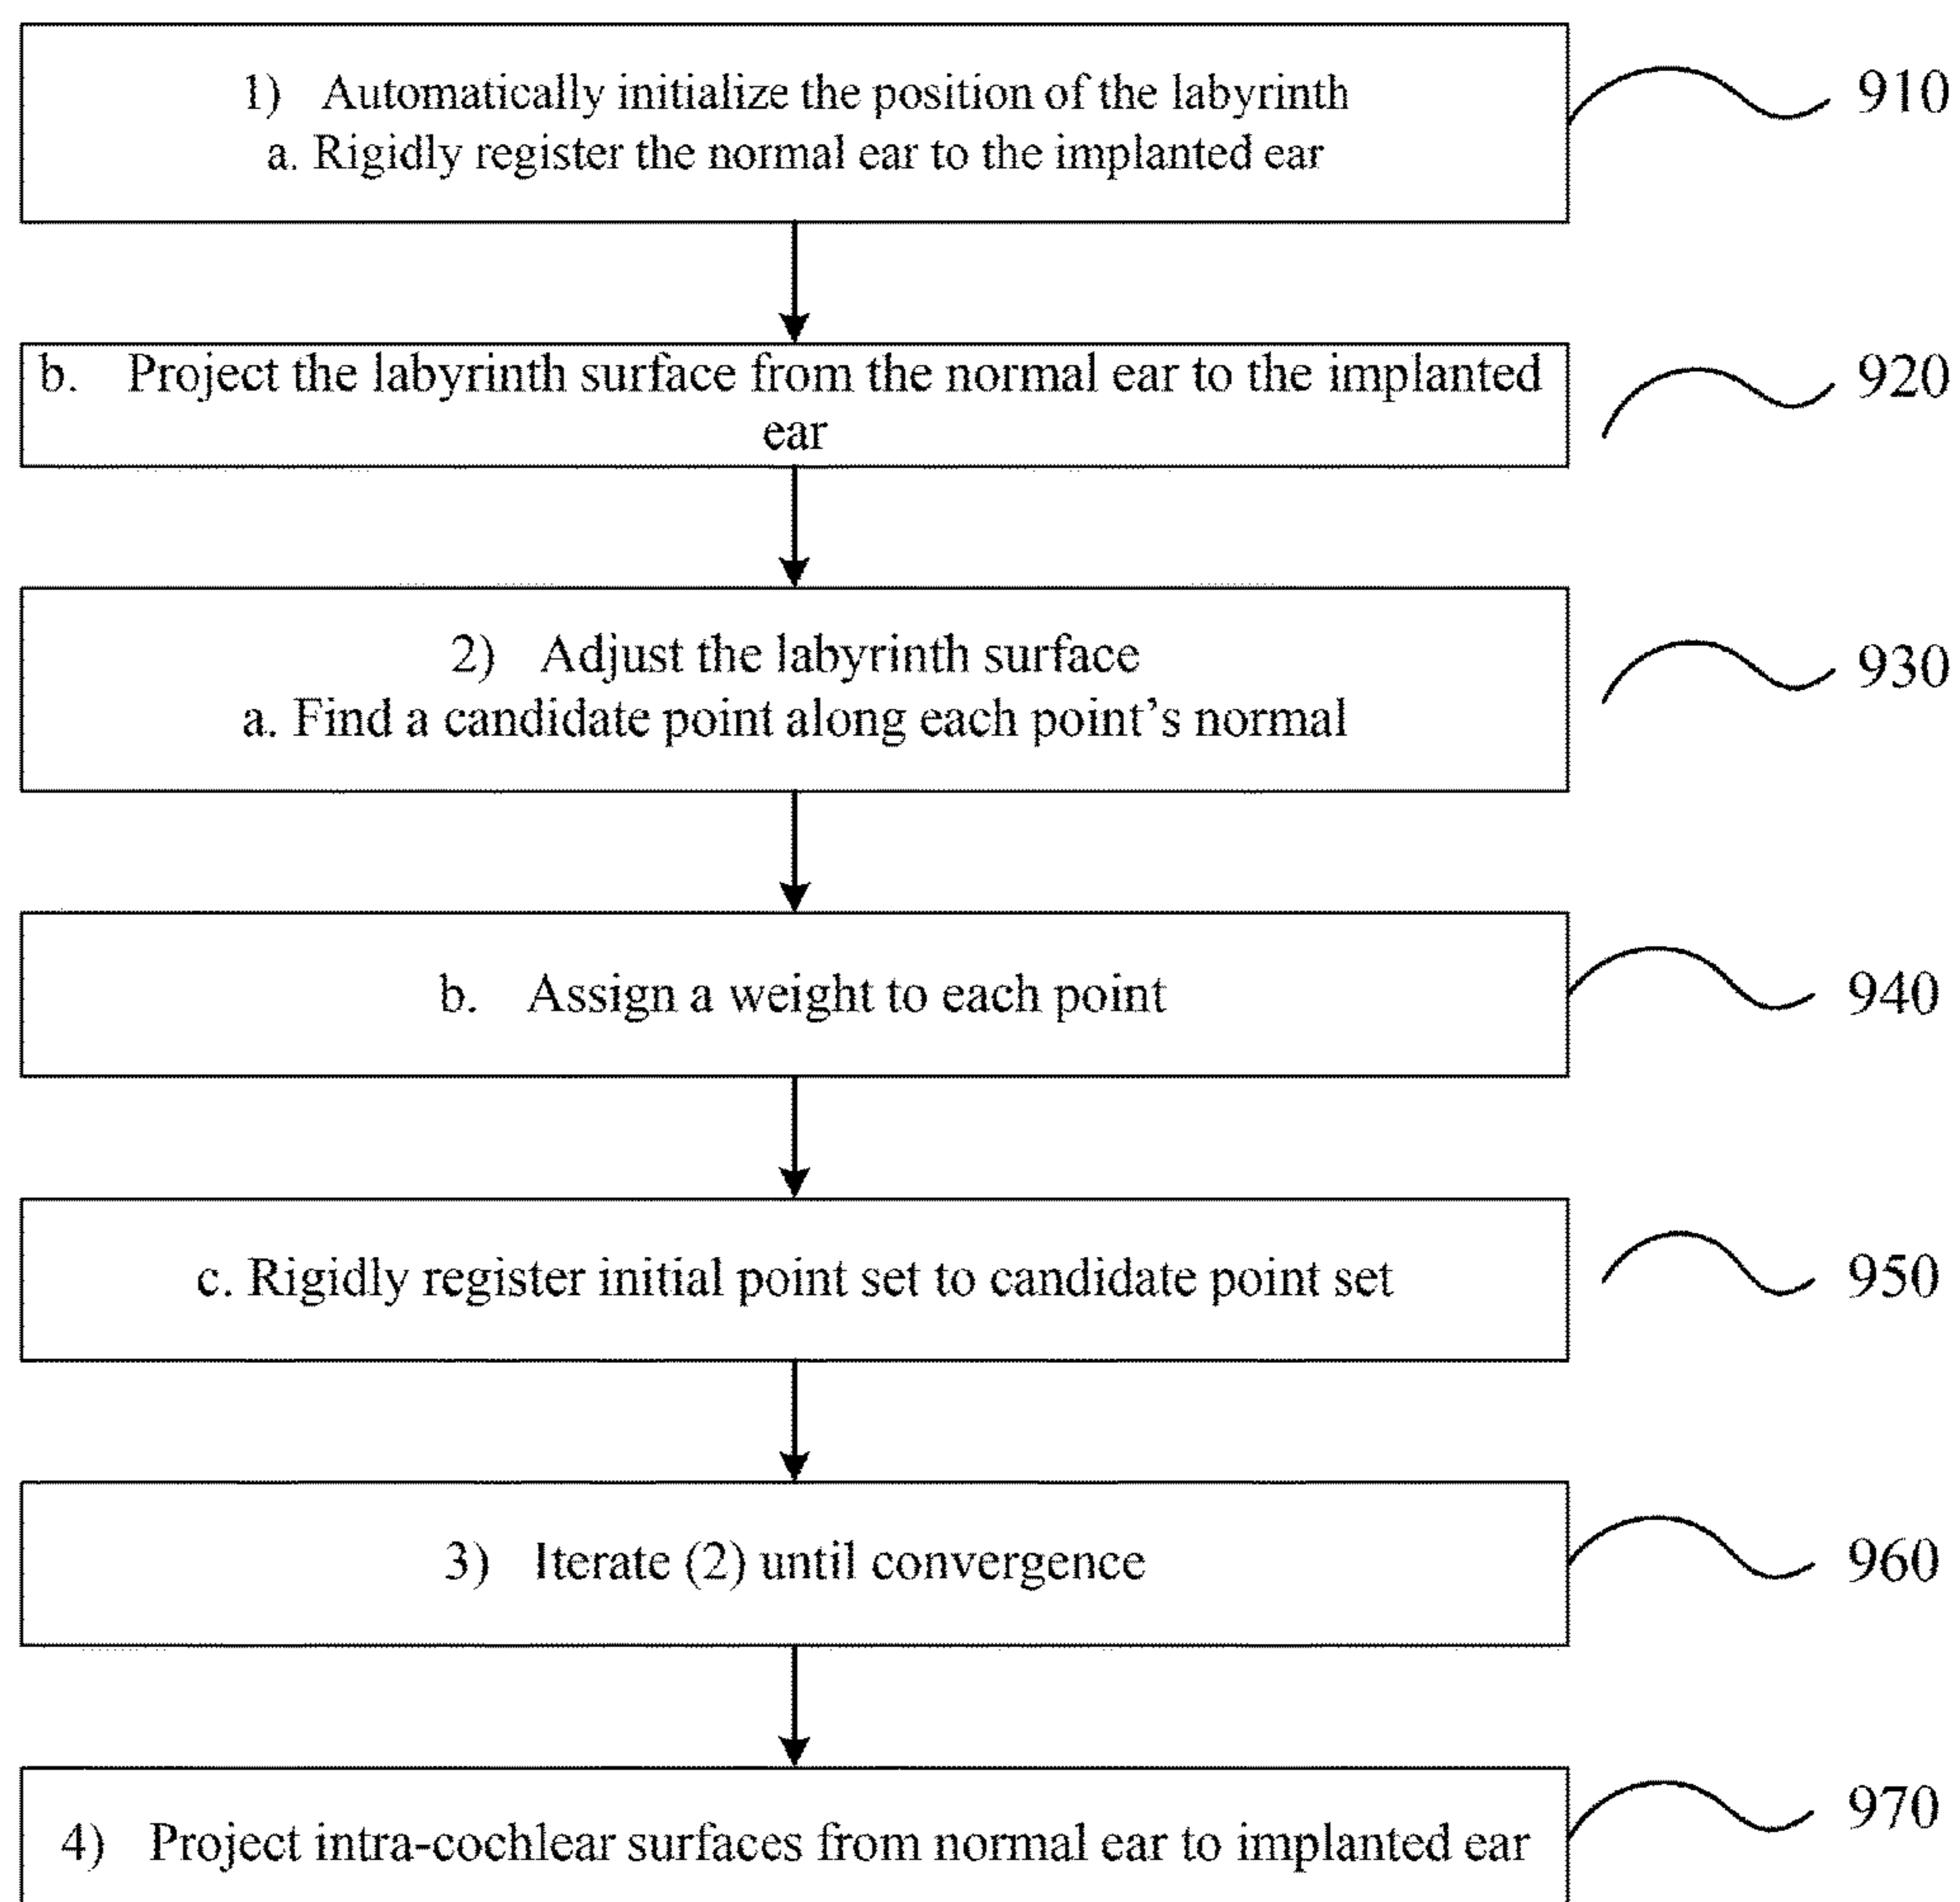 1) Automatically initialize the position of the labyrinth
a. Rigidly register the normal ear to the implanted ear
910
b. Project the labyrinth surface from the normal ear to the implanted
ear
920
2) Adjust the labyrinth surface
a. Find a candidate point along each point's normal
930
b. Assign a weight to each point
940
c. Rigidly register initial point set to candidate point set
950
3) Iterate (2) until convergence
960
4) Project intra-cochlear surfaces from normal ear to implanted ear
970